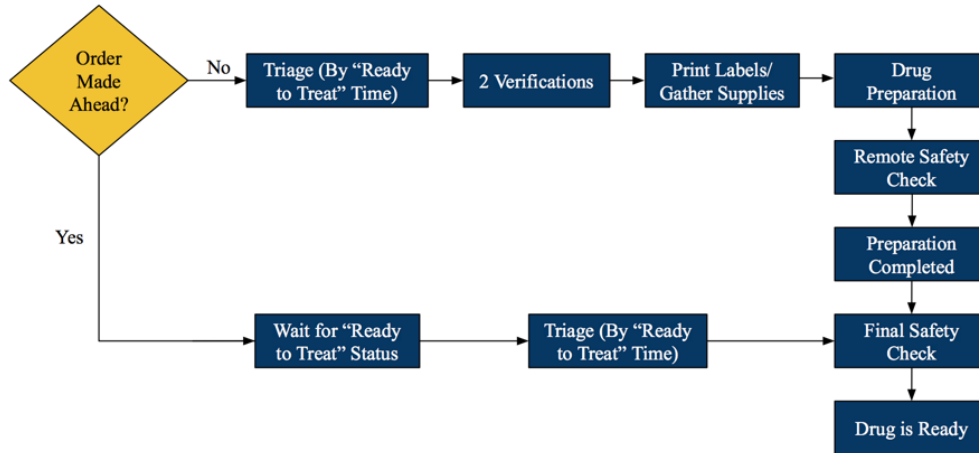 Order
Made
Ahead?
No
Triage (By “Ready
to Treat” Time)
2 Verifications
Print Labels/
Gather Supplies
Drug
Preparation
Remote Safety
Check
Preparation
Completed
Yes
Wait for “Ready
to Treat” Status
Triage (By “Ready
to Treat” Time)
Final Safety
Check
Drug is Ready